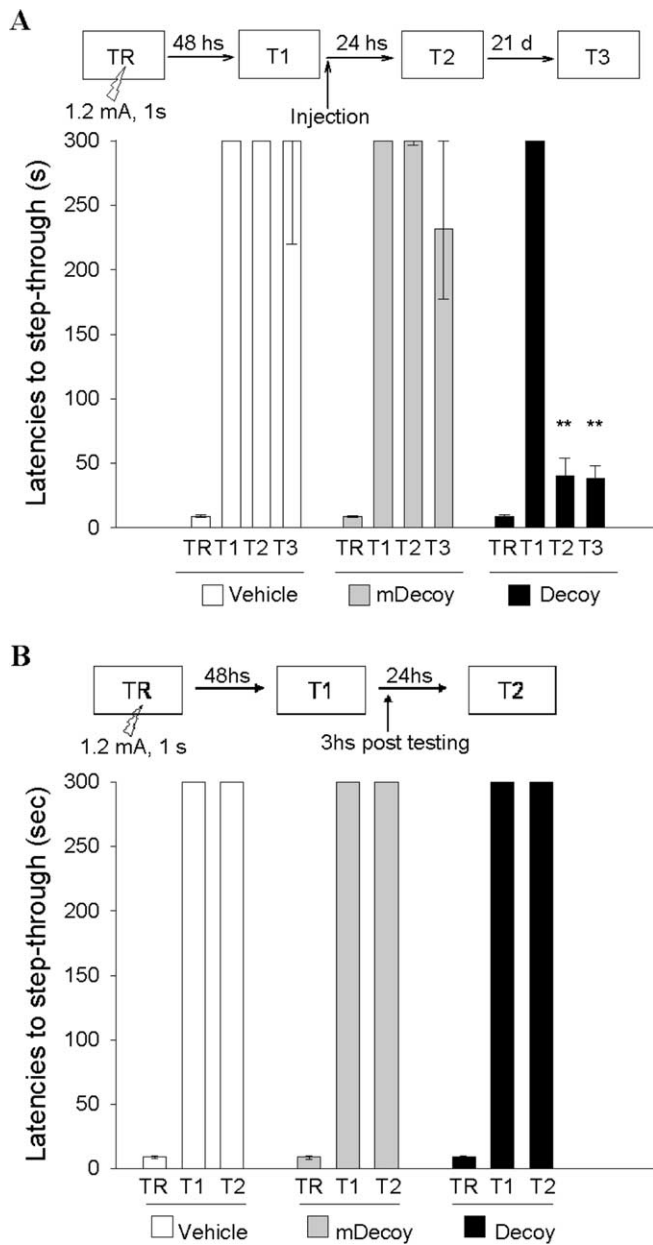 A
48 hs 24 hs 21 d
TR T1 T2 T3
1.2 mA, 1s
Injection
Latencies to step-through (s)
300
250
200
150
100
50
0
** **
TR T1 T2 T3 TR T1 T2 T3 TR T1 T2 T3
Vehicle mDecoy Decoy
B
48hs 24hs
TR T1 T2
1.2 mA, 1 s
3hs post testing
Latencies to step-through (sec)
300
250
200
150
100
50
0
TR T1 T2 TR T1 T2 TR T1 T2
Vehicle mDecoy Decoy